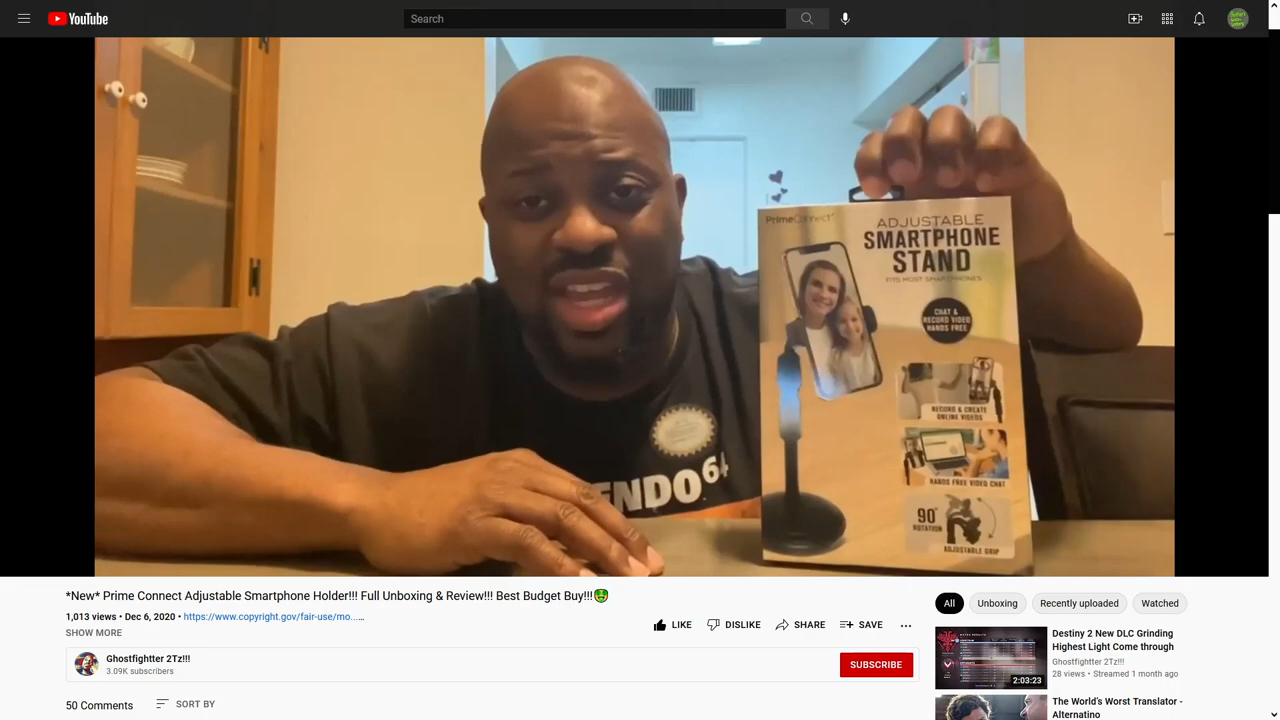 YouTube
Search
PrimeConnect
ADJUSTABLE
SMARTPHONE
STAND
FITS MOST SMARTPHONES
CHAT &
RECORD VIDEO
HANDS FREE
RECORD & CREATE
ONLINE VIDEOS
HANDS FREE VIDEO CHAT
90°
ROTATION
ADJUSTABLE GRIP
ENDO64
*New* Prime Connect Adjustable Smartphone Holder!!! Full Unboxing & Review!!! Best Budget Buy!!!
1,013 views • Dec 6, 2020 • https://www.copyright.gov/fair-use/mo...…
SHOW MORE
LIKE
DISLIKE
SHARE
SAVE
Ghostfightter 2Tz!!!
3.09K subscribers
SUBSCRIBE
50 Comments
SORT BY
All
Unboxing
Recently uploaded
Watched
Destiny 2 New DLC Grinding
Highest Light Come through
Ghostfightter 2Tz!!!
28 views • Streamed 1 month ago
2:03:23
The World's Worst Translator -
Alternatino